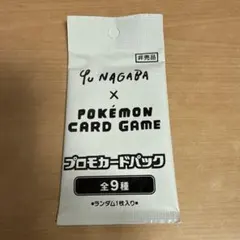 非売品
YU NAGABA
×
POKÉMON
CARD GAME
プロモカードパック
全9種
•ランダム1枚入り•